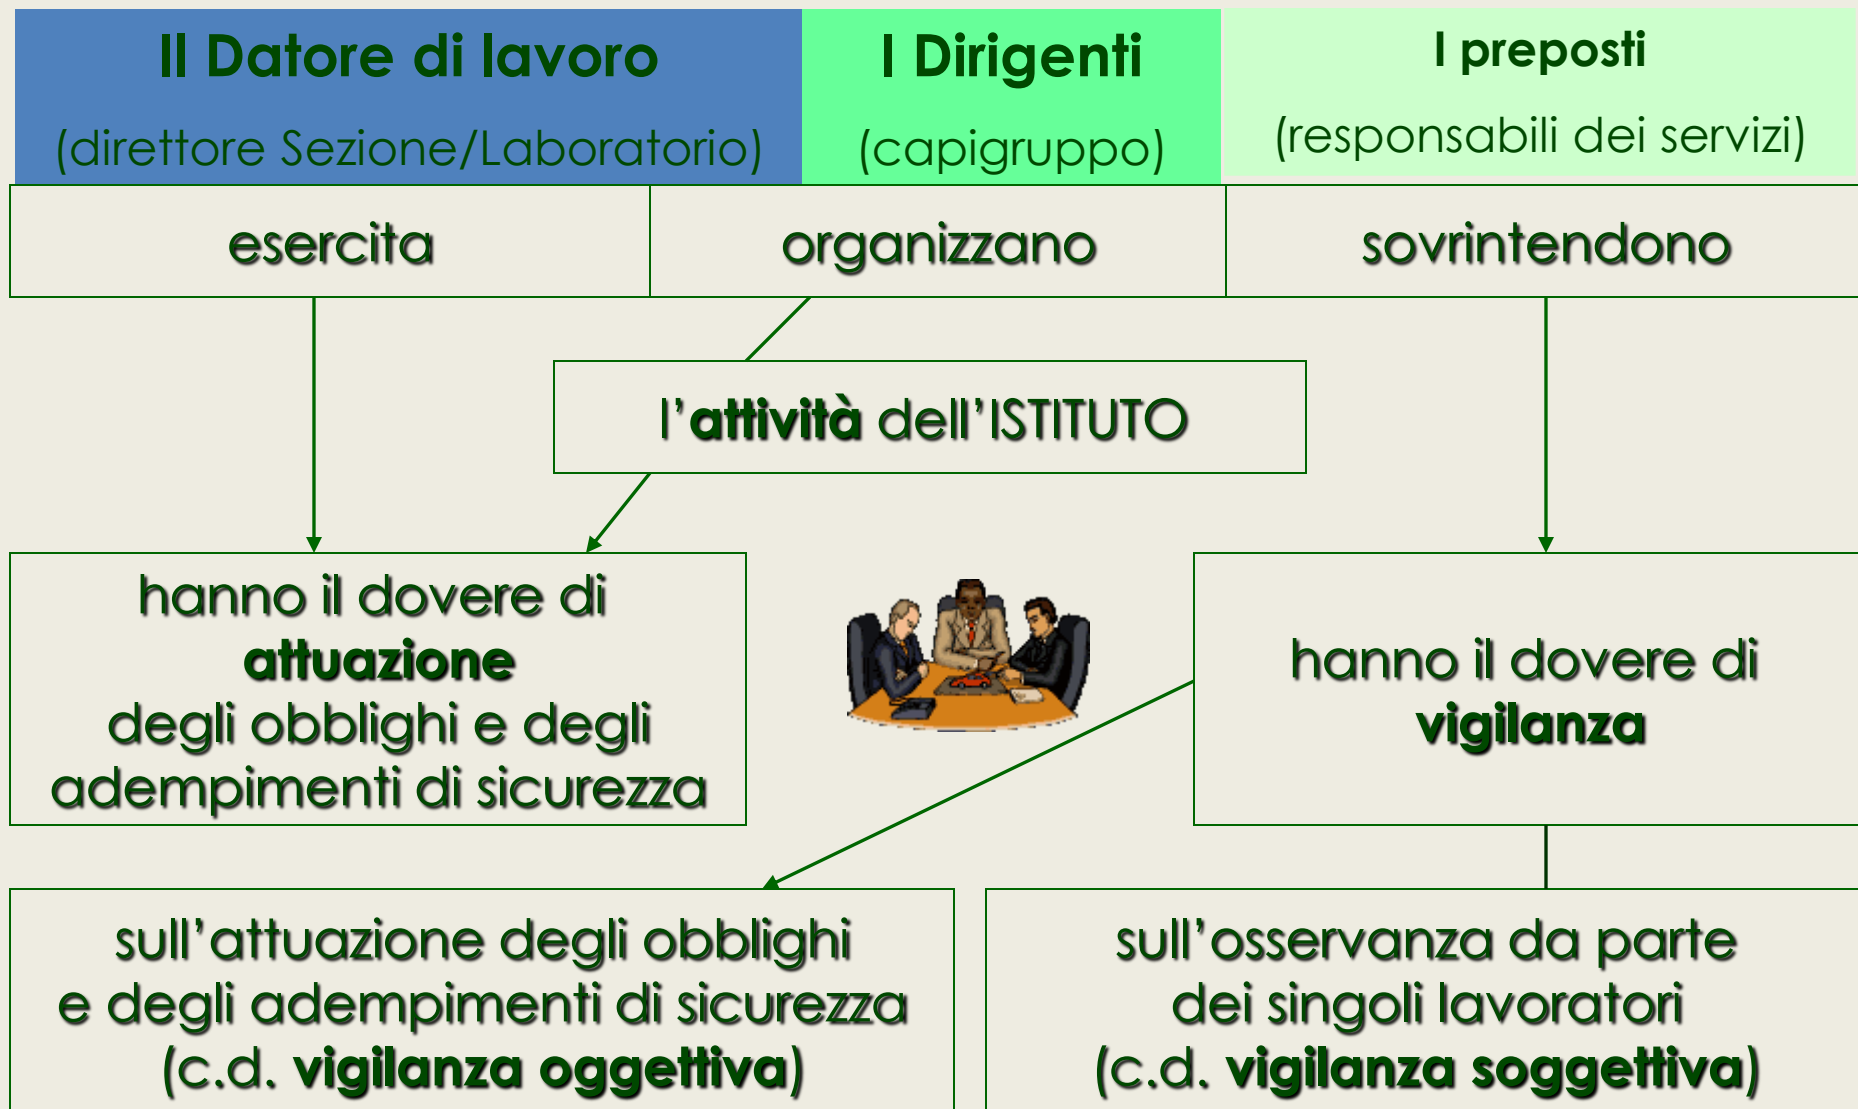 Il Datore di lavoro
(direttore Sezione/Laboratorio)
I Dirigenti
(capigruppo)
I preposti
(responsabili dei servizi)
esercita
organizzano
sovrintendono
l’attività dell’ISTITUTO
hanno il dovere di
attuazione
degli obblighi e degli
adempimenti di sicurezza
hanno il dovere di
vigilanza
sull’attuazione degli obblighi
e degli adempimenti di sicurezza
(c.d. vigilanza oggettiva)
sull’osservanza da parte
dei singoli lavoratori
(c.d. vigilanza soggettiva)